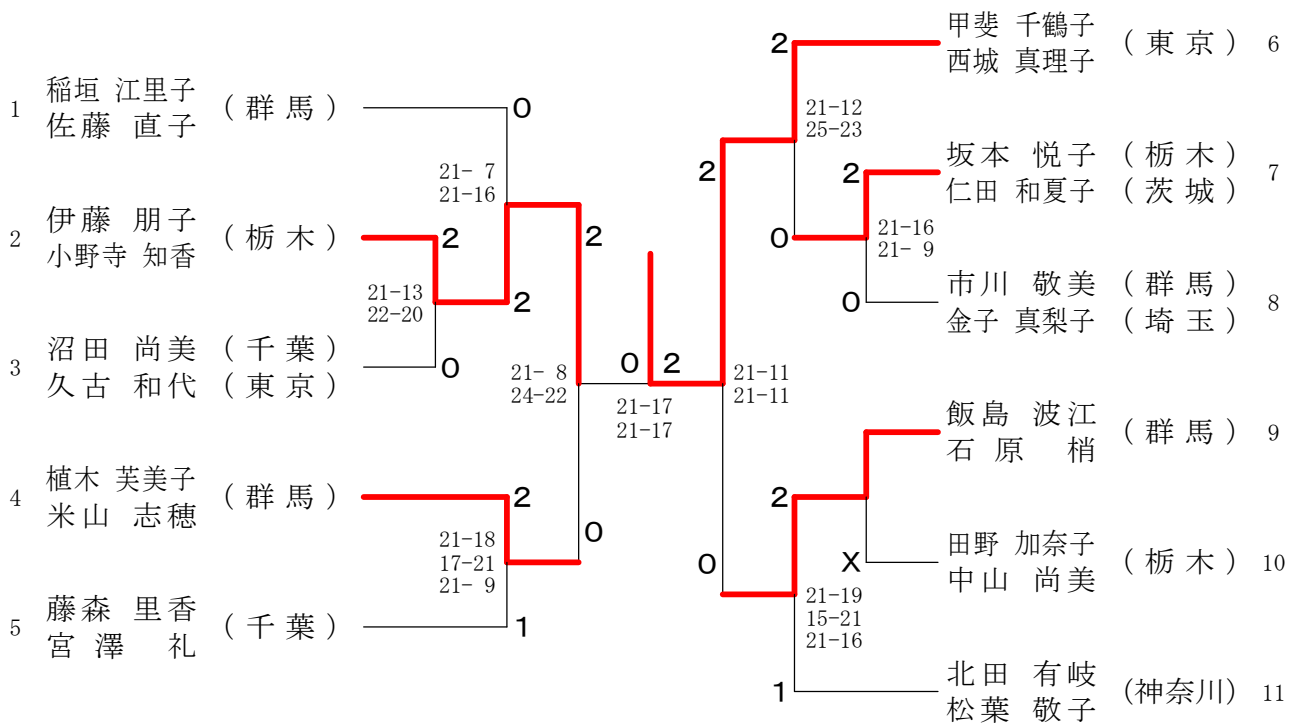 1 稲垣 江里子 (群馬)
佐藤 直子
2 伊藤 朋子 (栃木)
小野寺 知香
3 沼田 尚美 (千葉)
久古 和代 (東京)
4 植木 芙美子 (群馬)
米山 志穂
5 藤森 里香 (千葉)
宮澤 礼
0
21- 7
21-16
2
2
21-13
22-20
0
2
21- 8
24-22
2
21-18
17-21
21- 9
1
0
0 2
21-17
21-17
2
21-12
25-23
2
21-11
21-11
0
2
21-16
21- 9
0
0
2
X
21-19
15-21
21-16
1
甲斐 千鶴子 (東京) 6
西城 真理子
坂本 悦子 (栃木) 7
仁田 和夏子 (茨城)
市川 敬美 (群馬) 8
金子 真梨子 (埼玉)
飯島 波江 (群馬) 9
石原 梢
田野 加奈子 (栃木) 10
中山 尚美
北田 有岐 (神奈川) 11
松葉 敬子